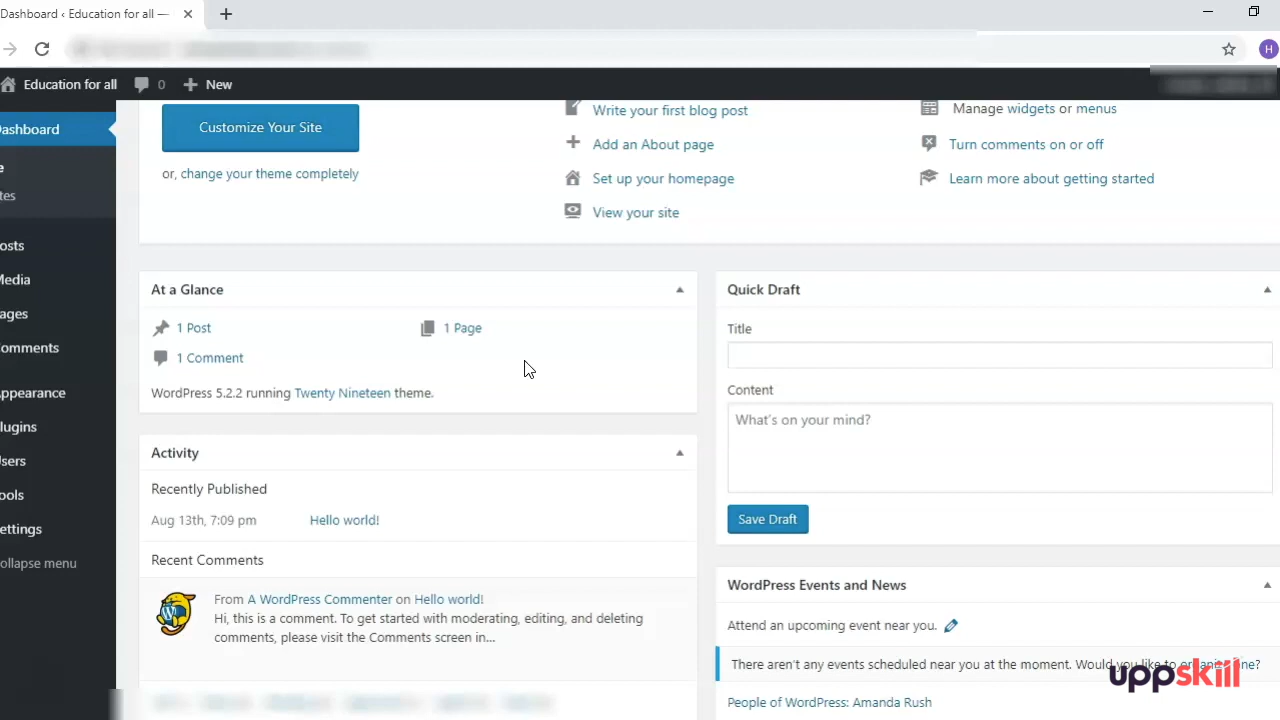 Dashboard ‹ Education for all —
H
Education for all
0
New
Dashboard
Customize Your Site
or, change your theme completely
Write your first blog post
Add an About page
Set up your homepage
View your site
Manage widgets or menus
Turn comments on or off
Learn more about getting started
e
tes
osts
Media
ages
omments
ppearance
lugins
sers
ools
ettings
ollapse menu
At a Glance
1 Post
1 Page
1 Comment
WordPress 5.2.2 running Twenty Nineteen theme.
Activity
Recently Published
Aug 13th, 7:09 pm
Hello world!
Recent Comments
From A WordPress Commenter on Hello world!
Hi, this is a comment. To get started with moderating, editing, and deleting
comments, please visit the Comments screen in...
Quick Draft
Title
Content
What's on your mind?
Save Draft
WordPress Events and News
Attend an upcoming event near you.
There aren't any events scheduled near you at the moment. Would you like to organize one?
People of WordPress: Amanda Rush
uppskill